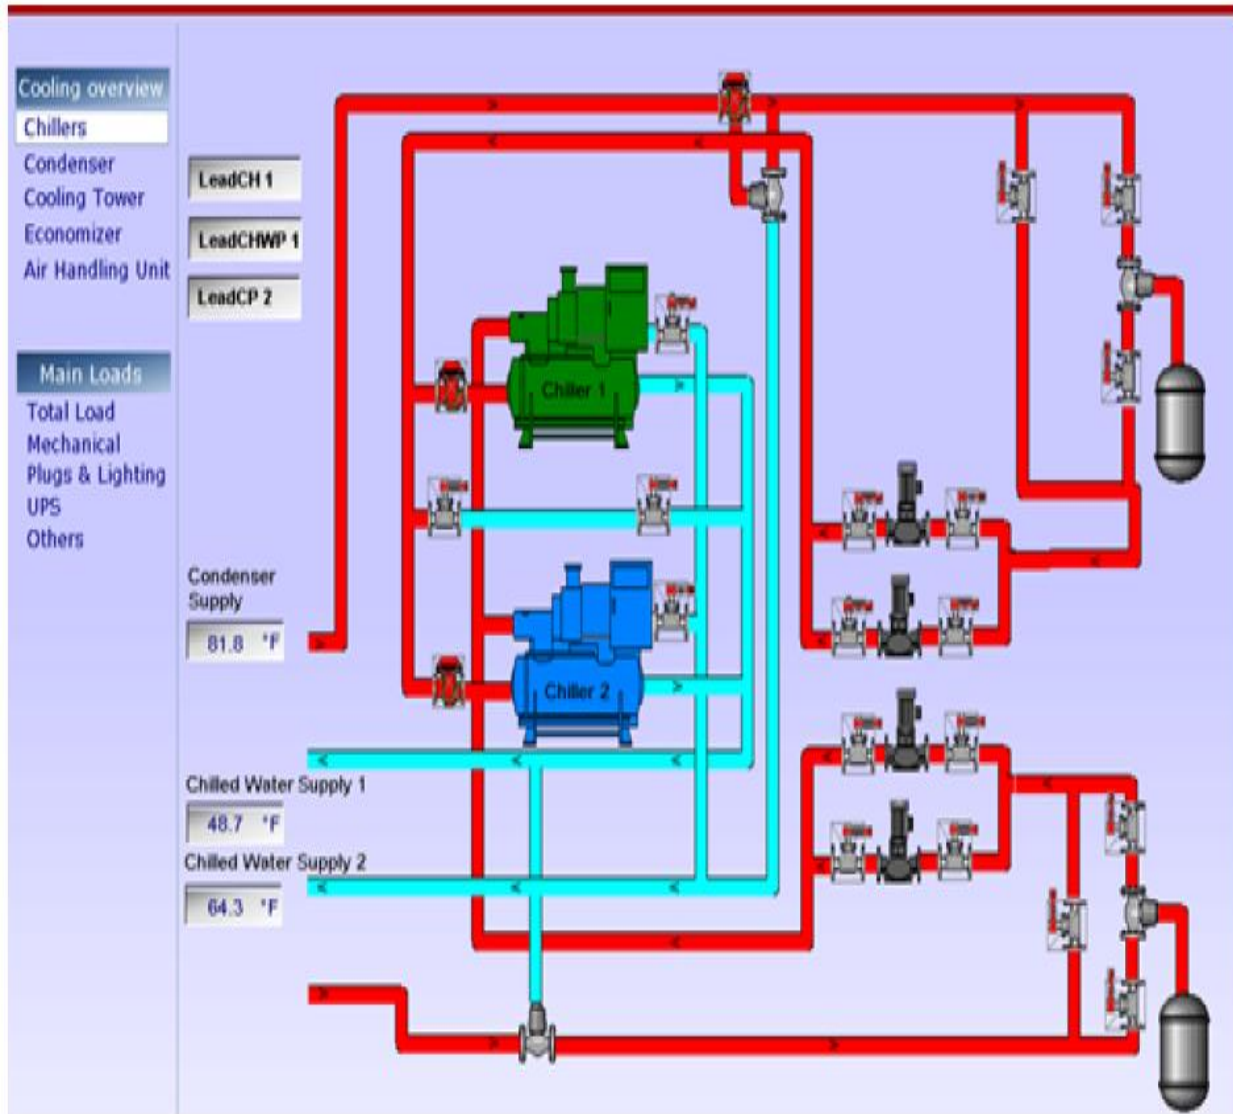 Cooling overview
Chillers
Condenser
Cooling Tower
Economizer
Air Handling Unit
Main Loads
Total Load
Mechanical
Plugs & Lighting
UPS
Others
LeadCH 1
LeadCHWP 1
LeadCP 2
Chiller 1
Chiller 2
Condenser
Supply
81.8 °F
Chilled Water Supply 1
48.7 °F
Chilled Water Supply 2
64.3 °F